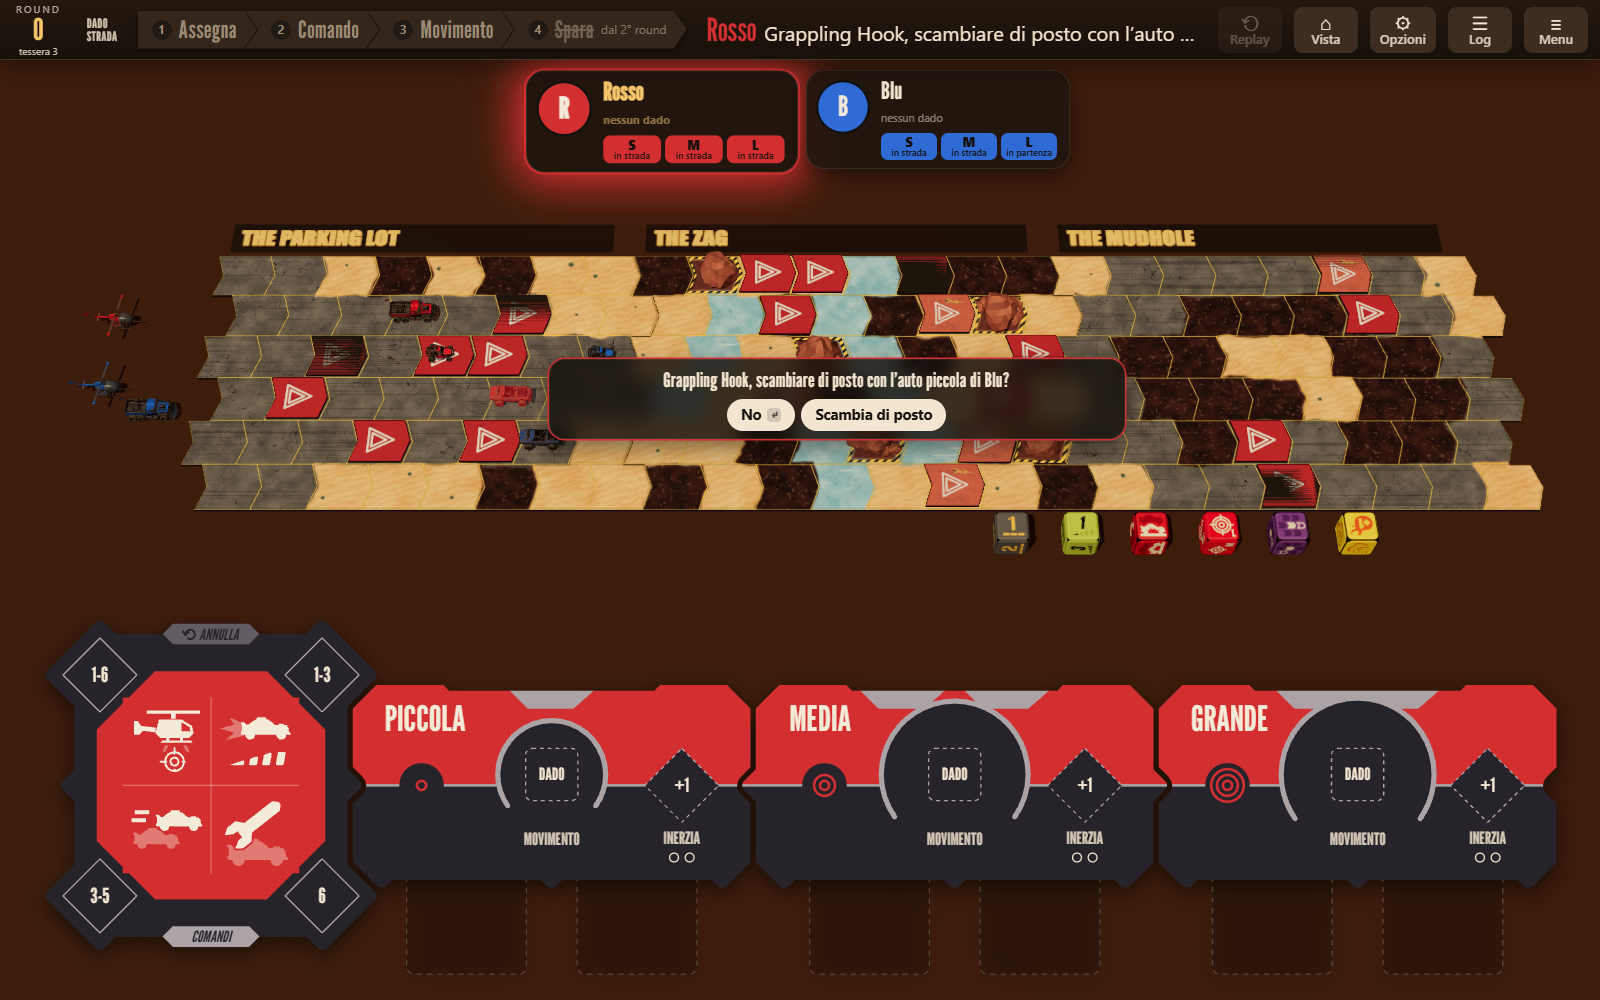 ROUND
0
tessera 3
DADO
STRADA
1 Assegna
2 Comando
3 Movimento
4 Spara dal 2° round
Rosso Grappling Hook, scambiare di posto con l'auto ...
Replay
Vista
Opzioni
Log
Menu
R
Rosso
nessun dado
S
in strada
M
in strada
L
in strada
B
Blu
nessun dado
S
in strada
M
in strada
L
in partenza
THE PARKING LOT
THE ZAG
THE MUDHOLE
Grappling Hook, scambiare di posto con l'auto piccola di Blu?
No
Scambia di posto
1
2
1
ANNULLA
1-6
1-3
3-5
6
COMANDI
PICCOLA
DADO
+1
MOVIMENTO
INERZIA
MEDIA
DADO
+1
MOVIMENTO
INERZIA
GRANDE
DADO
+1
MOVIMENTO
INERZIA